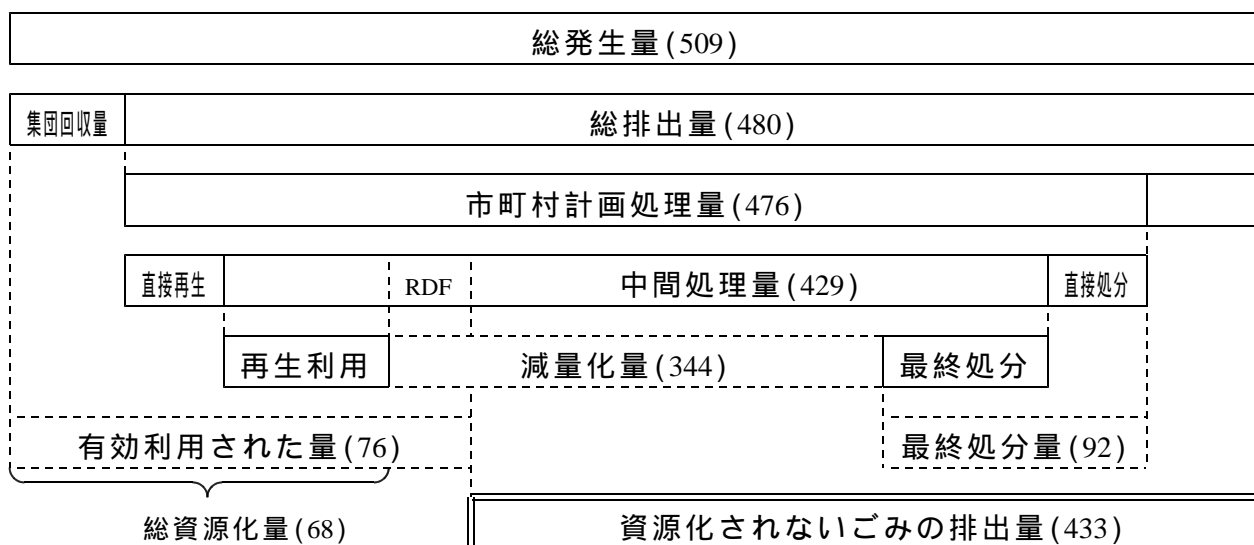 総発生量(509)
集団回収量 総排出量(480)
市町村計画処理量(476)
直接再生 RDF 中間処理量(429) 直接処分
再生利用 減量化量(344) 最終処分
有効利用された量(76) 最終処分量(92)
総資源化量(68) 資源化されないごみの排出量(433)